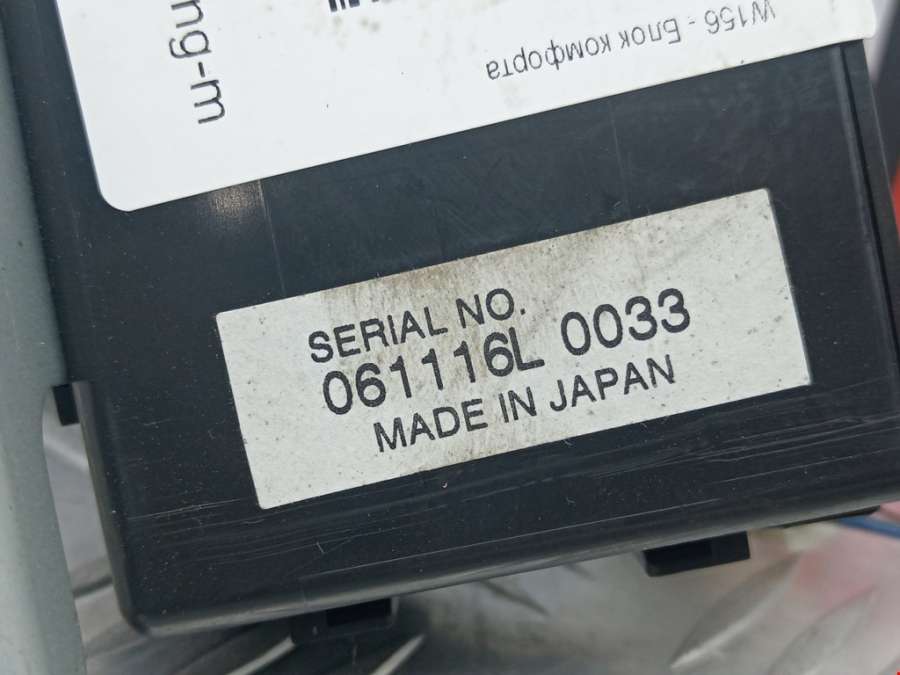 W156 - Блок комфорта
ng-m
SERIAL NO.
061116L 0033
MADE IN JAPAN